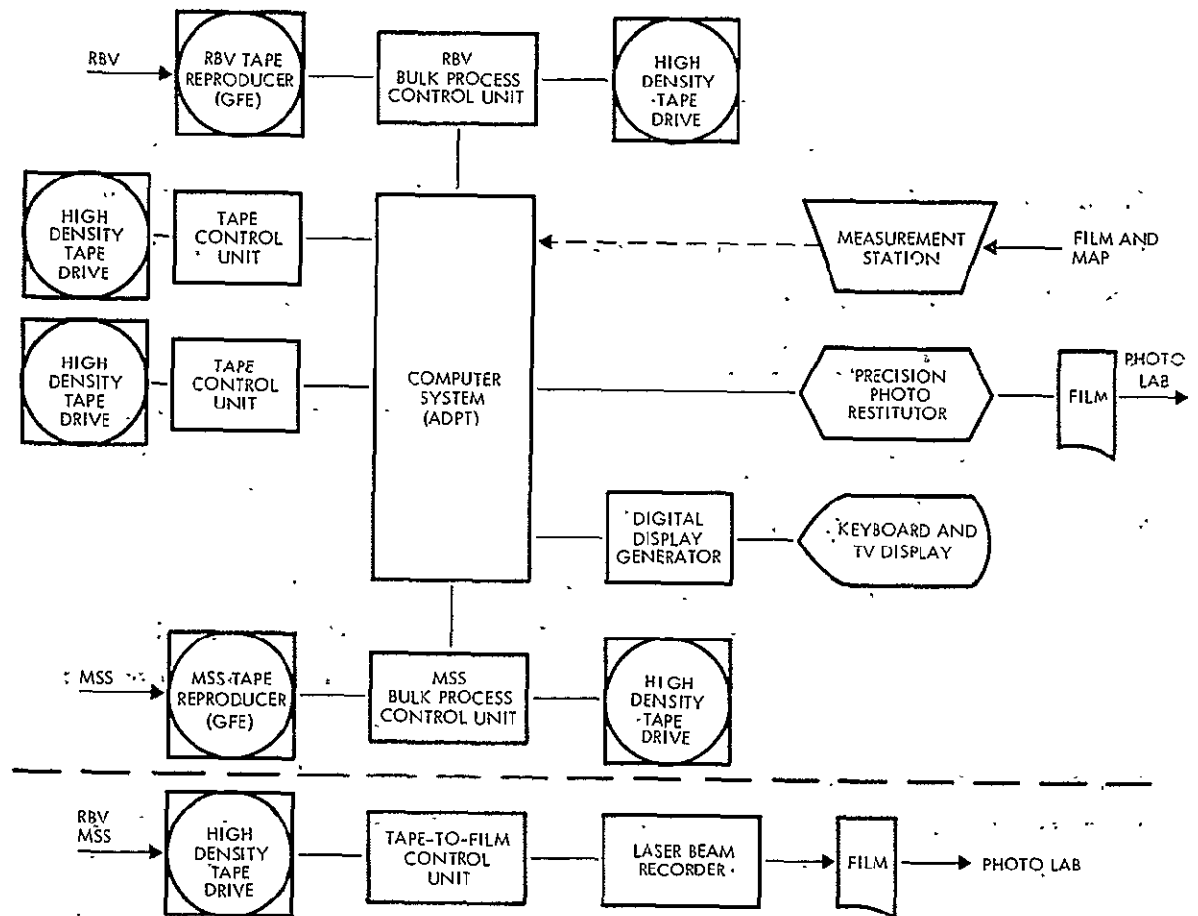 RBV
RBV TAPE
REPRODUCER
(GFE)
RBV
BULK PROCESS
CONTROL UNIT
HIGH
DENSITY
TAPE
DRIVE
HIGH
DENSITY
TAPE
DRIVE
TAPE
CONTROL
UNIT
MEASUREMENT
STATION
FILM AND
MAP
HIGH
DENSITY
TAPE
DRIVE
TAPE
CONTROL
UNIT
COMPUTER
SYSTEM
(ADPT)
PRECISION
PHOTO
RESTITUTOR
FILM
PHOTO
LAB
DIGITAL
DISPLAY
GENERATOR
KEYBOARD AND
TV DISPLAY
MSS
MSS TAPE
REPRODUCER
(GFE)
MSS
BULK PROCESS
CONTROL UNIT
HIGH
DENSITY
TAPE
DRIVE
RBV
MSS
HIGH
DENSITY
TAPE
DRIVE
TAPE-TO-FILM
CONTROL
UNIT
LASER BEAM
RECORDER
FILM
PHOTO LAB